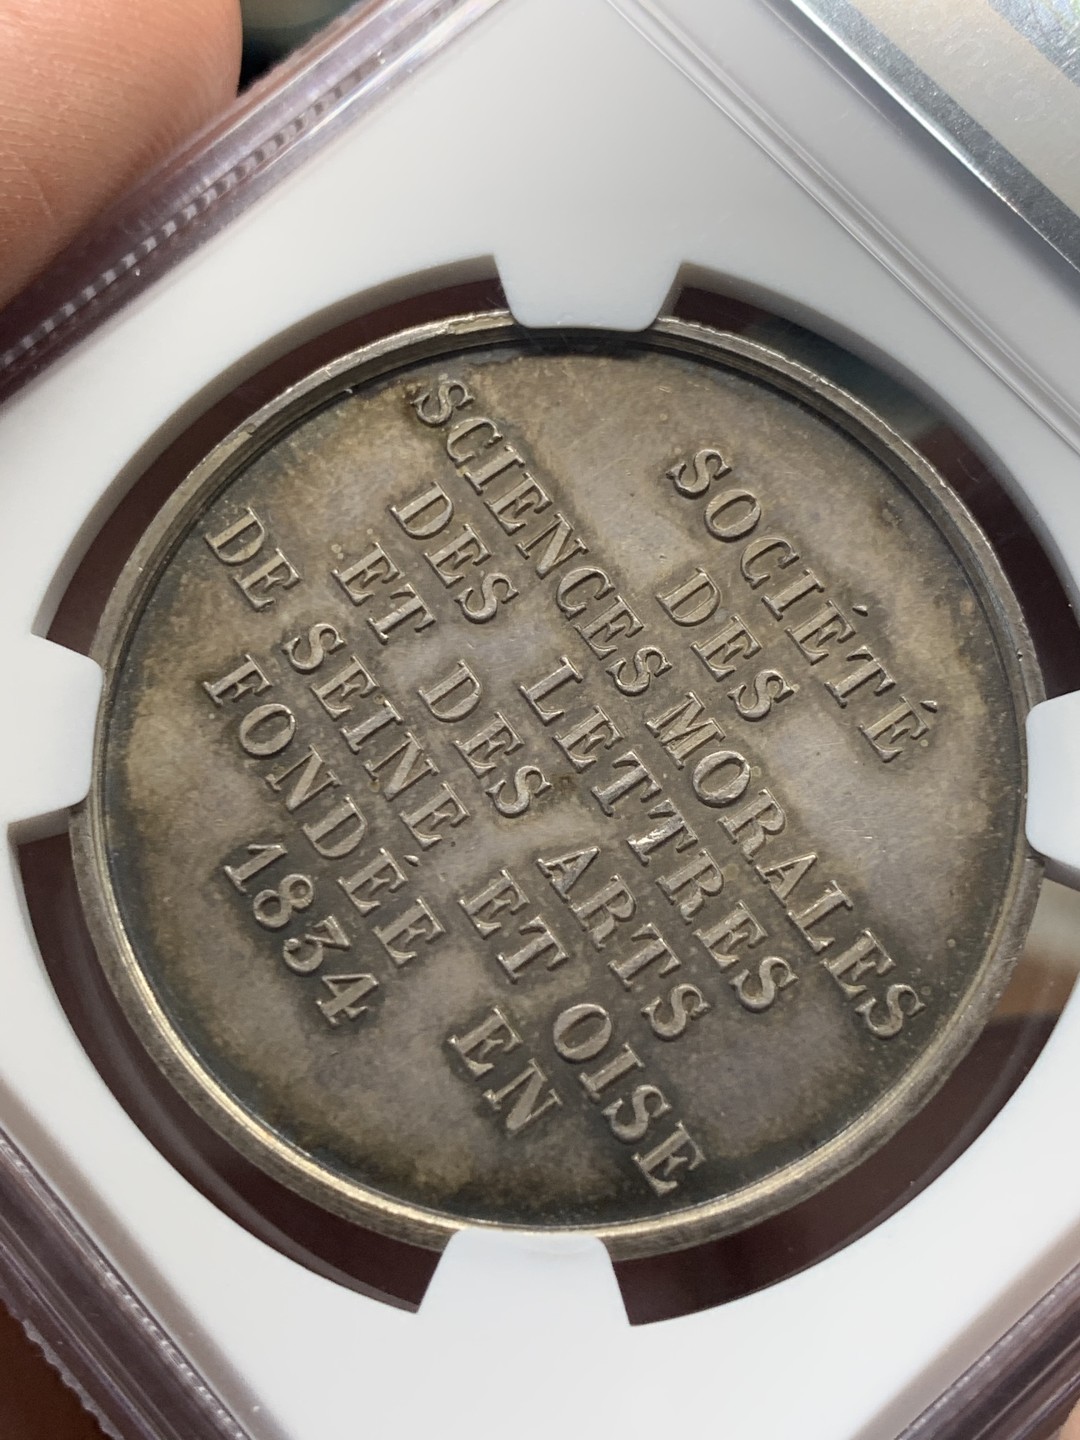 SOCIÉTÉ
DES
SCIENCES MORALES
DES LETTRES
ET DES ARTS
DE SEINE ET OISE
FONDÉE EN
1834